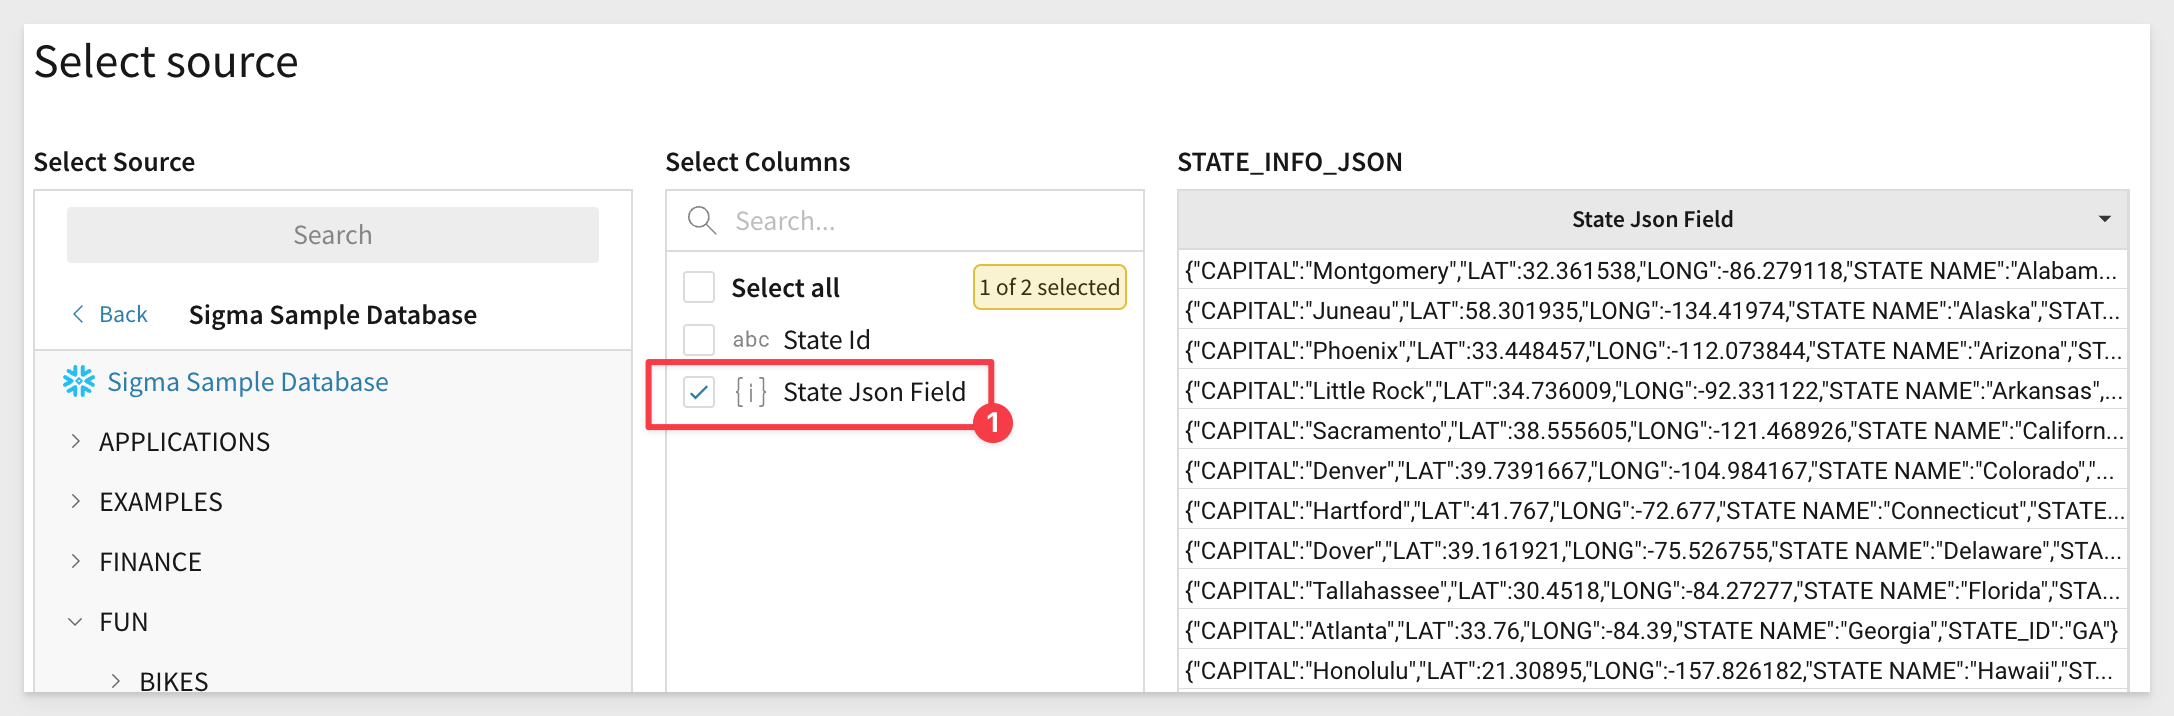 Select source
Select Source
Search
Back
Sigma Sample Database
Sigma Sample Database
APPLICATIONS
EXAMPLES
FINANCE
FUN
BIKES
Select Columns
Search...
Select all
1 of 2 selected
abc State Id
{i} State Json Field
1
STATE_INFO_JSON
State Json Field
{"CAPITAL":"Montgomery","LAT":32.361538,"LONG":-86.279118,"STATE NAME":"Alabam...
{"CAPITAL":"Juneau","LAT":58.301935,"LONG":-134.41974,"STATE NAME":"Alaska","STAT...
{"CAPITAL":"Phoenix","LAT":33.448457,"LONG":-112.073844,"STATE NAME":"Arizona","ST...
{"CAPITAL":"Little Rock","LAT":34.736009,"LONG":-92.331122,"STATE NAME":"Arkansas",...
{"CAPITAL":"Sacramento","LAT":38.555605,"LONG":-121.468926,"STATE NAME":"Californ...
{"CAPITAL":"Denver","LAT":39.7391667,"LONG":-104.984167,"STATE NAME":"Colorado","...
{"CAPITAL":"Hartford","LAT":41.767,"LONG":-72.677,"STATE NAME":"Connecticut","STATE...
{"CAPITAL":"Dover","LAT":39.161921,"LONG":-75.526755,"STATE NAME":"Delaware","STA...
{"CAPITAL":"Tallahassee","LAT":30.4518,"LONG":-84.27277,"STATE NAME":"Florida","STA...
{"CAPITAL":"Atlanta","LAT":33.76,"LONG":-84.39,"STATE NAME":"Georgia","STATE_ID":"GA"}
{"CAPITAL":"Honolulu","LAT":21.30895,"LONG":-157.826182,"STATE NAME":"Hawaii","ST...